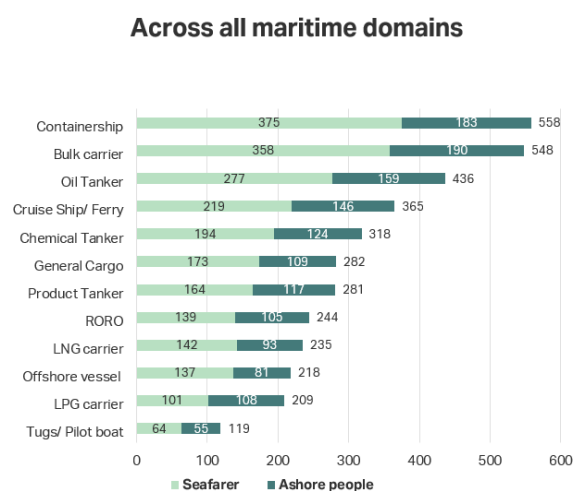 Across all maritime domains
Containership 375 183 558
Bulk carrier 358 190 548
Oil Tanker 277 159 436
Cruise Ship/ Ferry 219 146 365
Chemical Tanker 194 124 318
General Cargo 173 109 282
Product Tanker 164 117 281
RORO 139 105 244
LNG carrier 142 93 235
Offshore vessel 137 81 218
LPG carrier 101 108 209
Tugs/ Pilot boat 64 55 119
0 100 200 300 400 500 600
Seafarer Ashore people